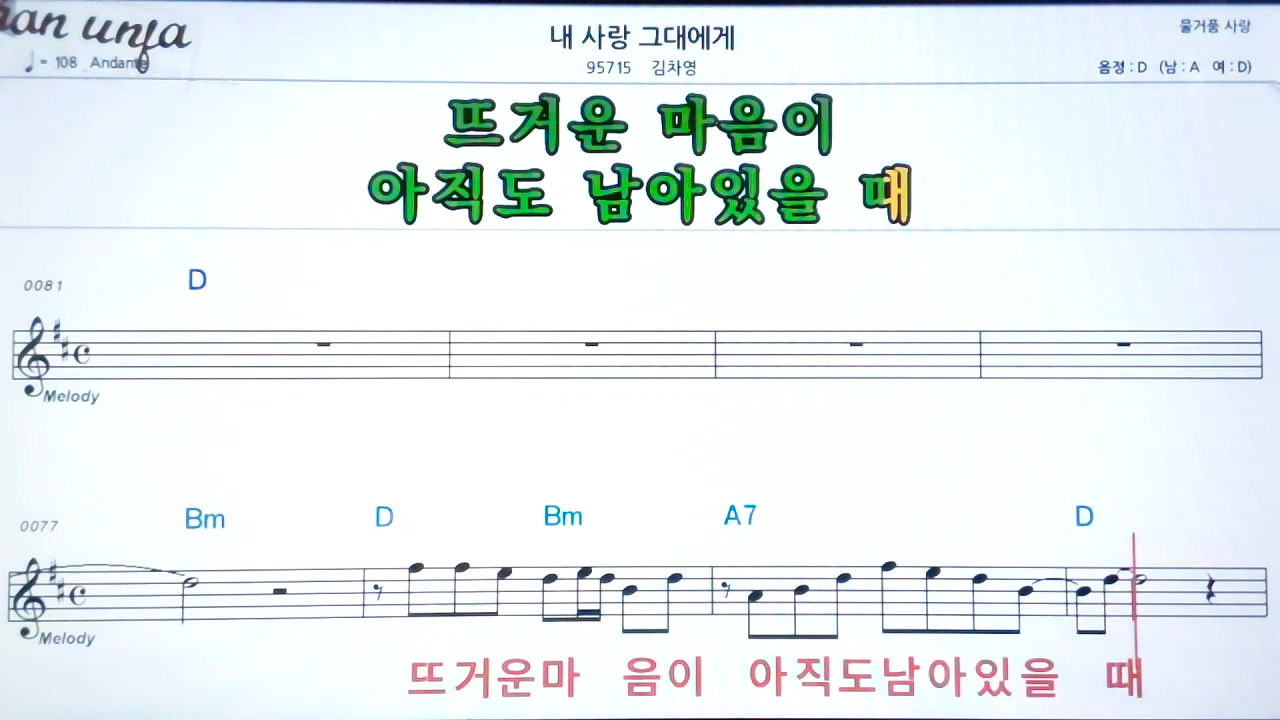 내 사랑 그대에게
물거품 사랑
♩= 108 Andante
95715 김차영
음정 : D (남 : A 여 : D)
뜨거운 마음이
아직도 남아있을 때
0081 D
Melody
0077 Bm D Bm A7 D
Melody
뜨거운마 음이 아직도남아있을 때